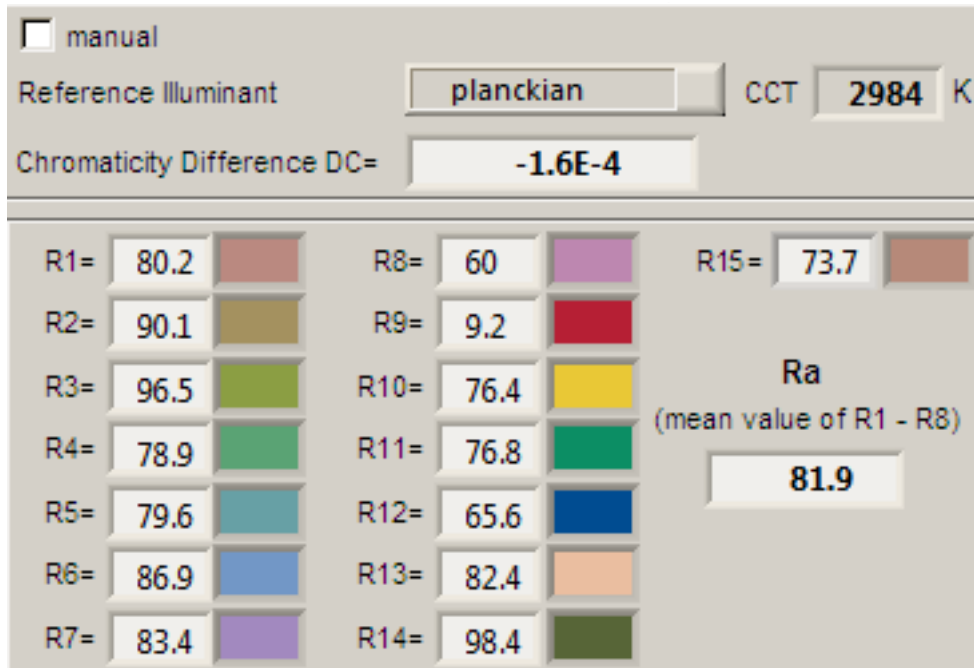 manual
Reference Illuminant planckian CCT 2984 K
Chromaticity Difference DC= -1.6E-4
R1= 80.2 R8= 60 R15= 73.7
R2= 90.1 R9= 9.2
R3= 96.5 R10= 76.4 Ra
(mean value of R1 - R8)
R4= 78.9 R11= 76.8
81.9
R5= 79.6 R12= 65.6
R6= 86.9 R13= 82.4
R7= 83.4 R14= 98.4